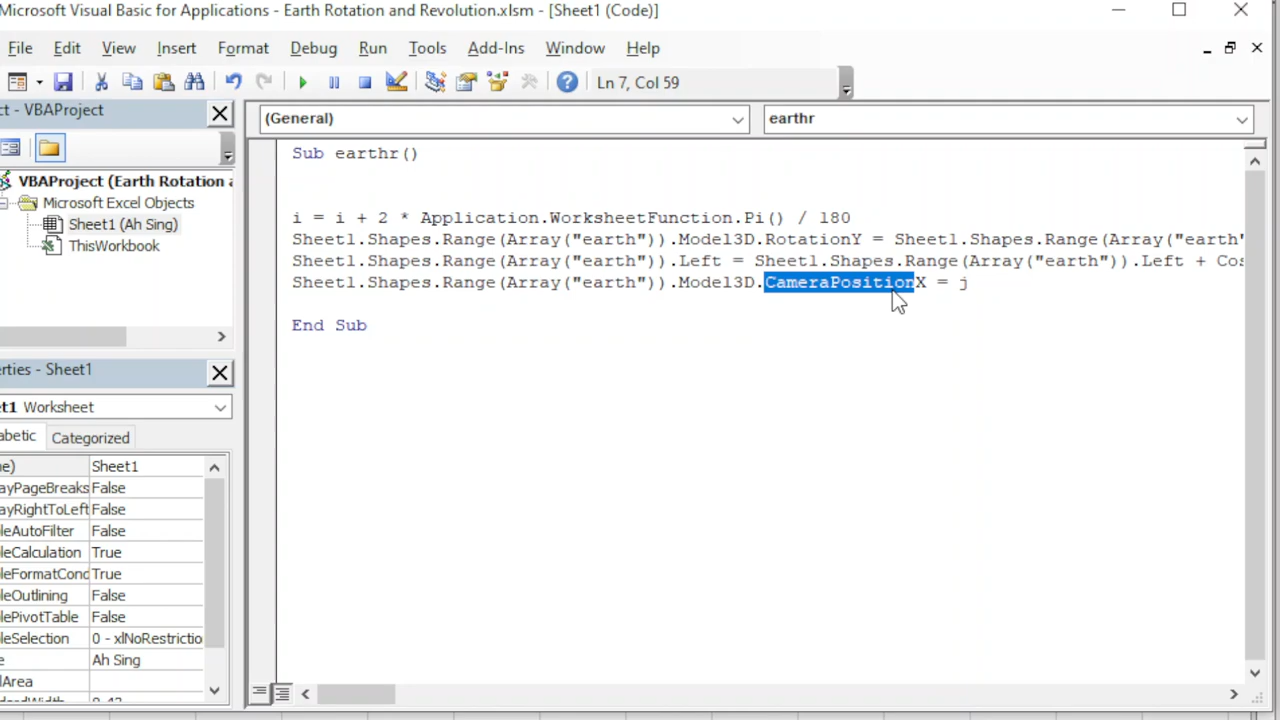 Microsoft Visual Basic for Applications - Earth Rotation and Revolution.xlsm - [Sheet1 (Code)]
File Edit View Insert Format Debug Run Tools Add-Ins Window Help
Ln 7, Col 59
ct - VBAProject
(General)
earthr
VBAProject (Earth Rotation a
Microsoft Excel Objects
Sheet1 (Ah Sing)
ThisWorkbook
Sub earthr()
i = i + 2 * Application.WorksheetFunction.Pi() / 180
Sheet1.Shapes.Range(Array("earth")).Model3D.RotationY = Sheet1.Shapes.Range(Array("earth"
Sheet1.Shapes.Range(Array("earth")).Left = Sheet1.Shapes.Range(Array("earth")).Left + Cos
Sheet1.Shapes.Range(Array("earth")).Model3D.CameraPositionX = j
End Sub
erties - Sheet1
et1 Worksheet
abetic Categorized
ne) Sheet1
ayPageBreaks False
ayRightToLeft False
leAutoFilter False
leCalculation True
leFormatCond True
leOutlining False
lePivotTable False
leSelection 0 - xlNoRestrictio
e Ah Sing
lArea